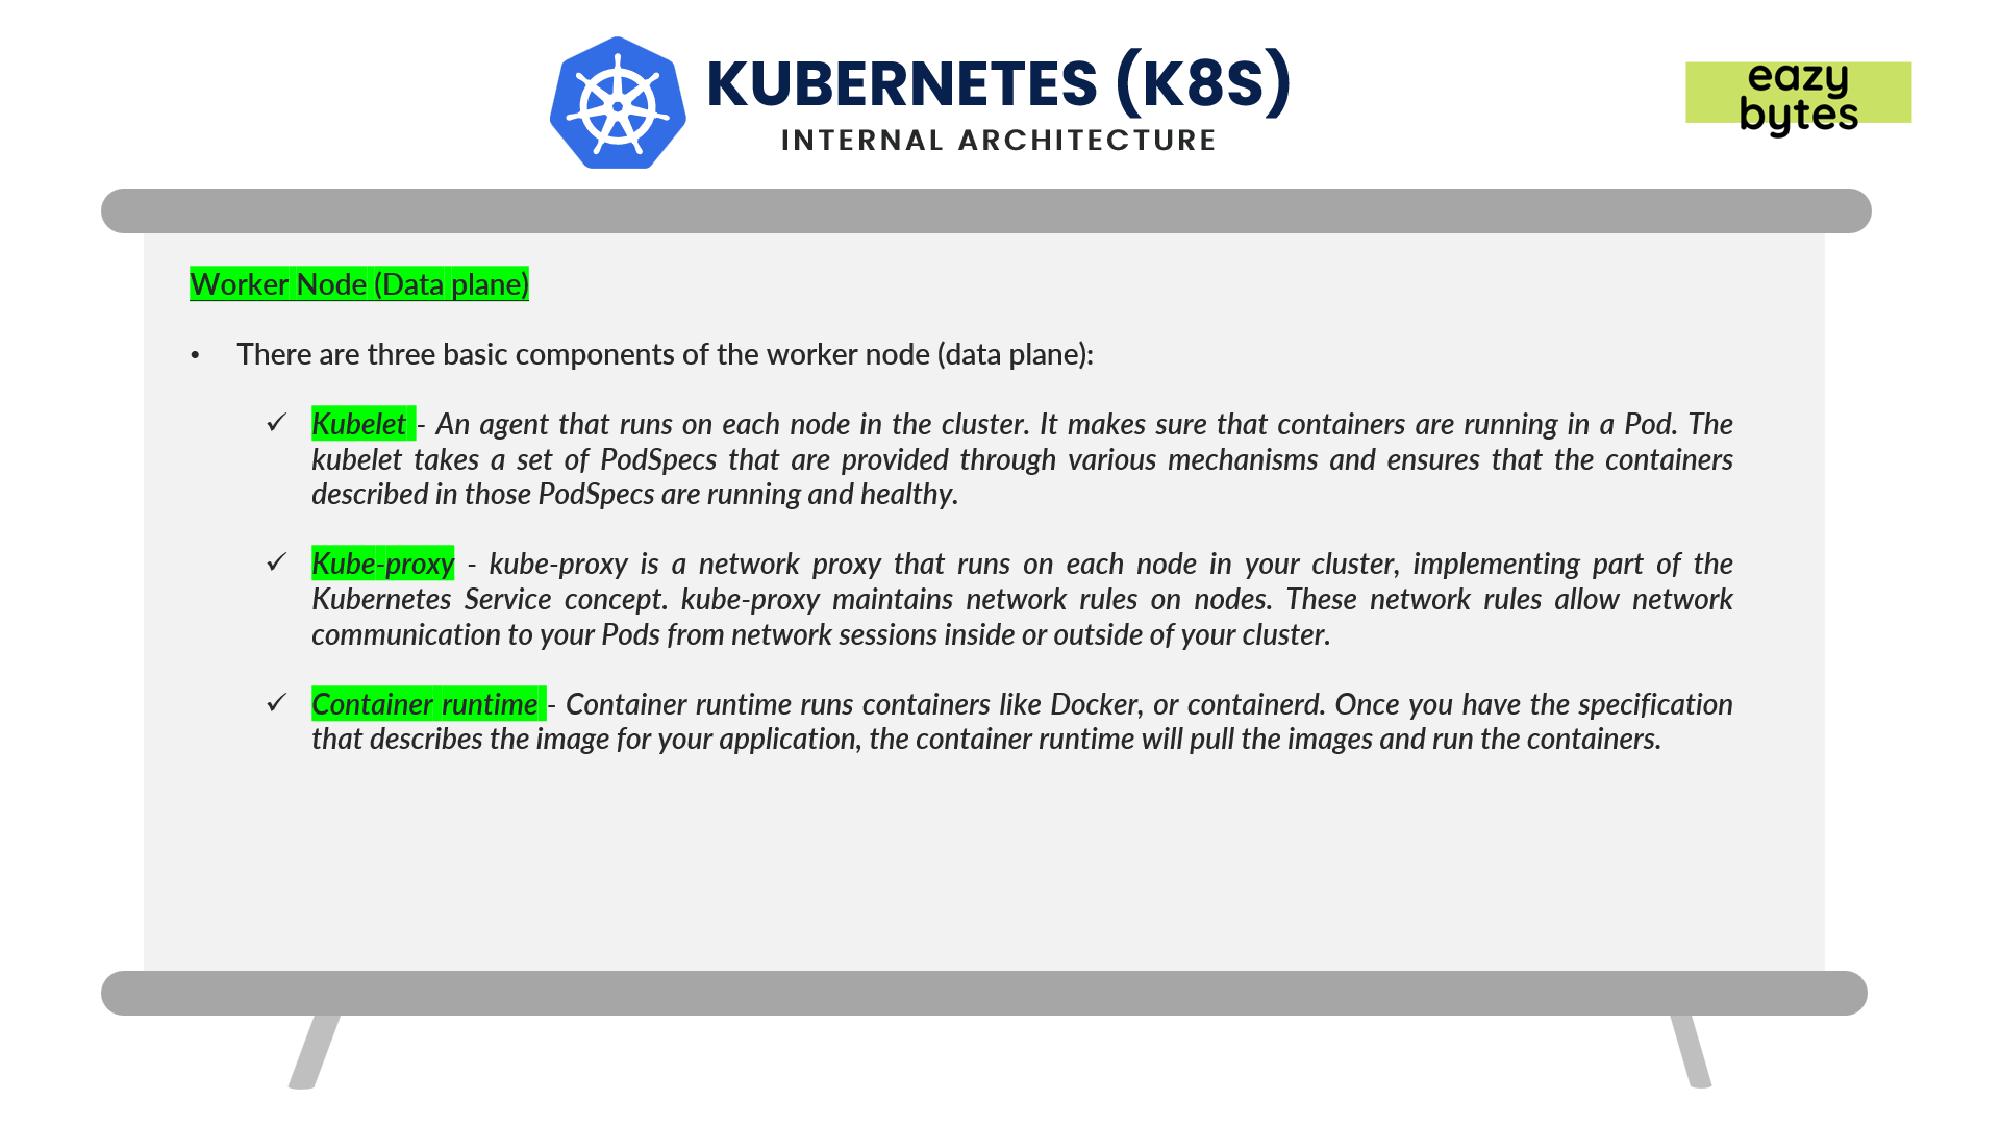 KUBERNETES (K8S)
INTERNAL ARCHITECTURE
eazy
bytes
Worker Node (Data plane)
• There are three basic components of the worker node (data plane):
✓ Kubelet - An agent that runs on each node in the cluster. It makes sure that containers are running in a Pod. The
kubelet takes a set of PodSpecs that are provided through various mechanisms and ensures that the containers
described in those PodSpecs are running and healthy.
✓ Kube-proxy - kube-proxy is a network proxy that runs on each node in your cluster, implementing part of the
Kubernetes Service concept. kube-proxy maintains network rules on nodes. These network rules allow network
communication to your Pods from network sessions inside or outside of your cluster.
✓ Container runtime - Container runtime runs containers like Docker, or containerd. Once you have the specification
that describes the image for your application, the container runtime will pull the images and run the containers.